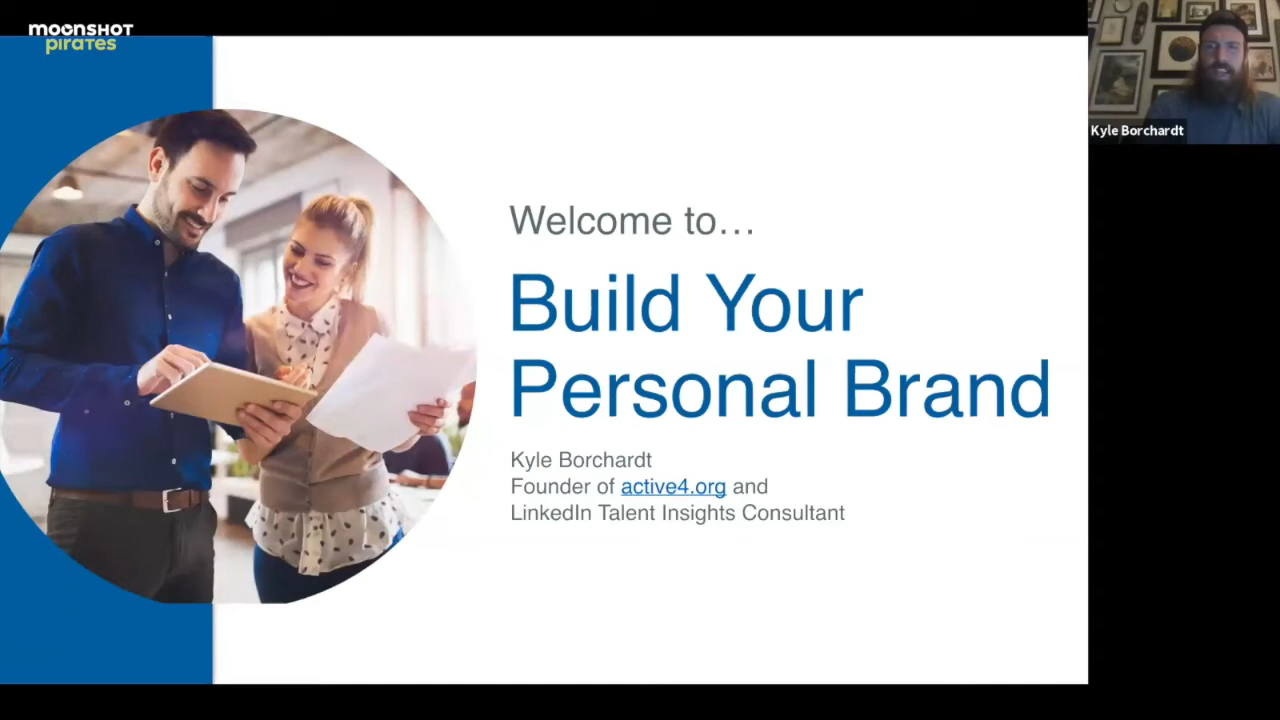 moonshot
pirates
Kyle Borchardt
Welcome to…
Build Your
Personal Brand
Kyle Borchardt
Founder of active4.org and
LinkedIn Talent Insights Consultant